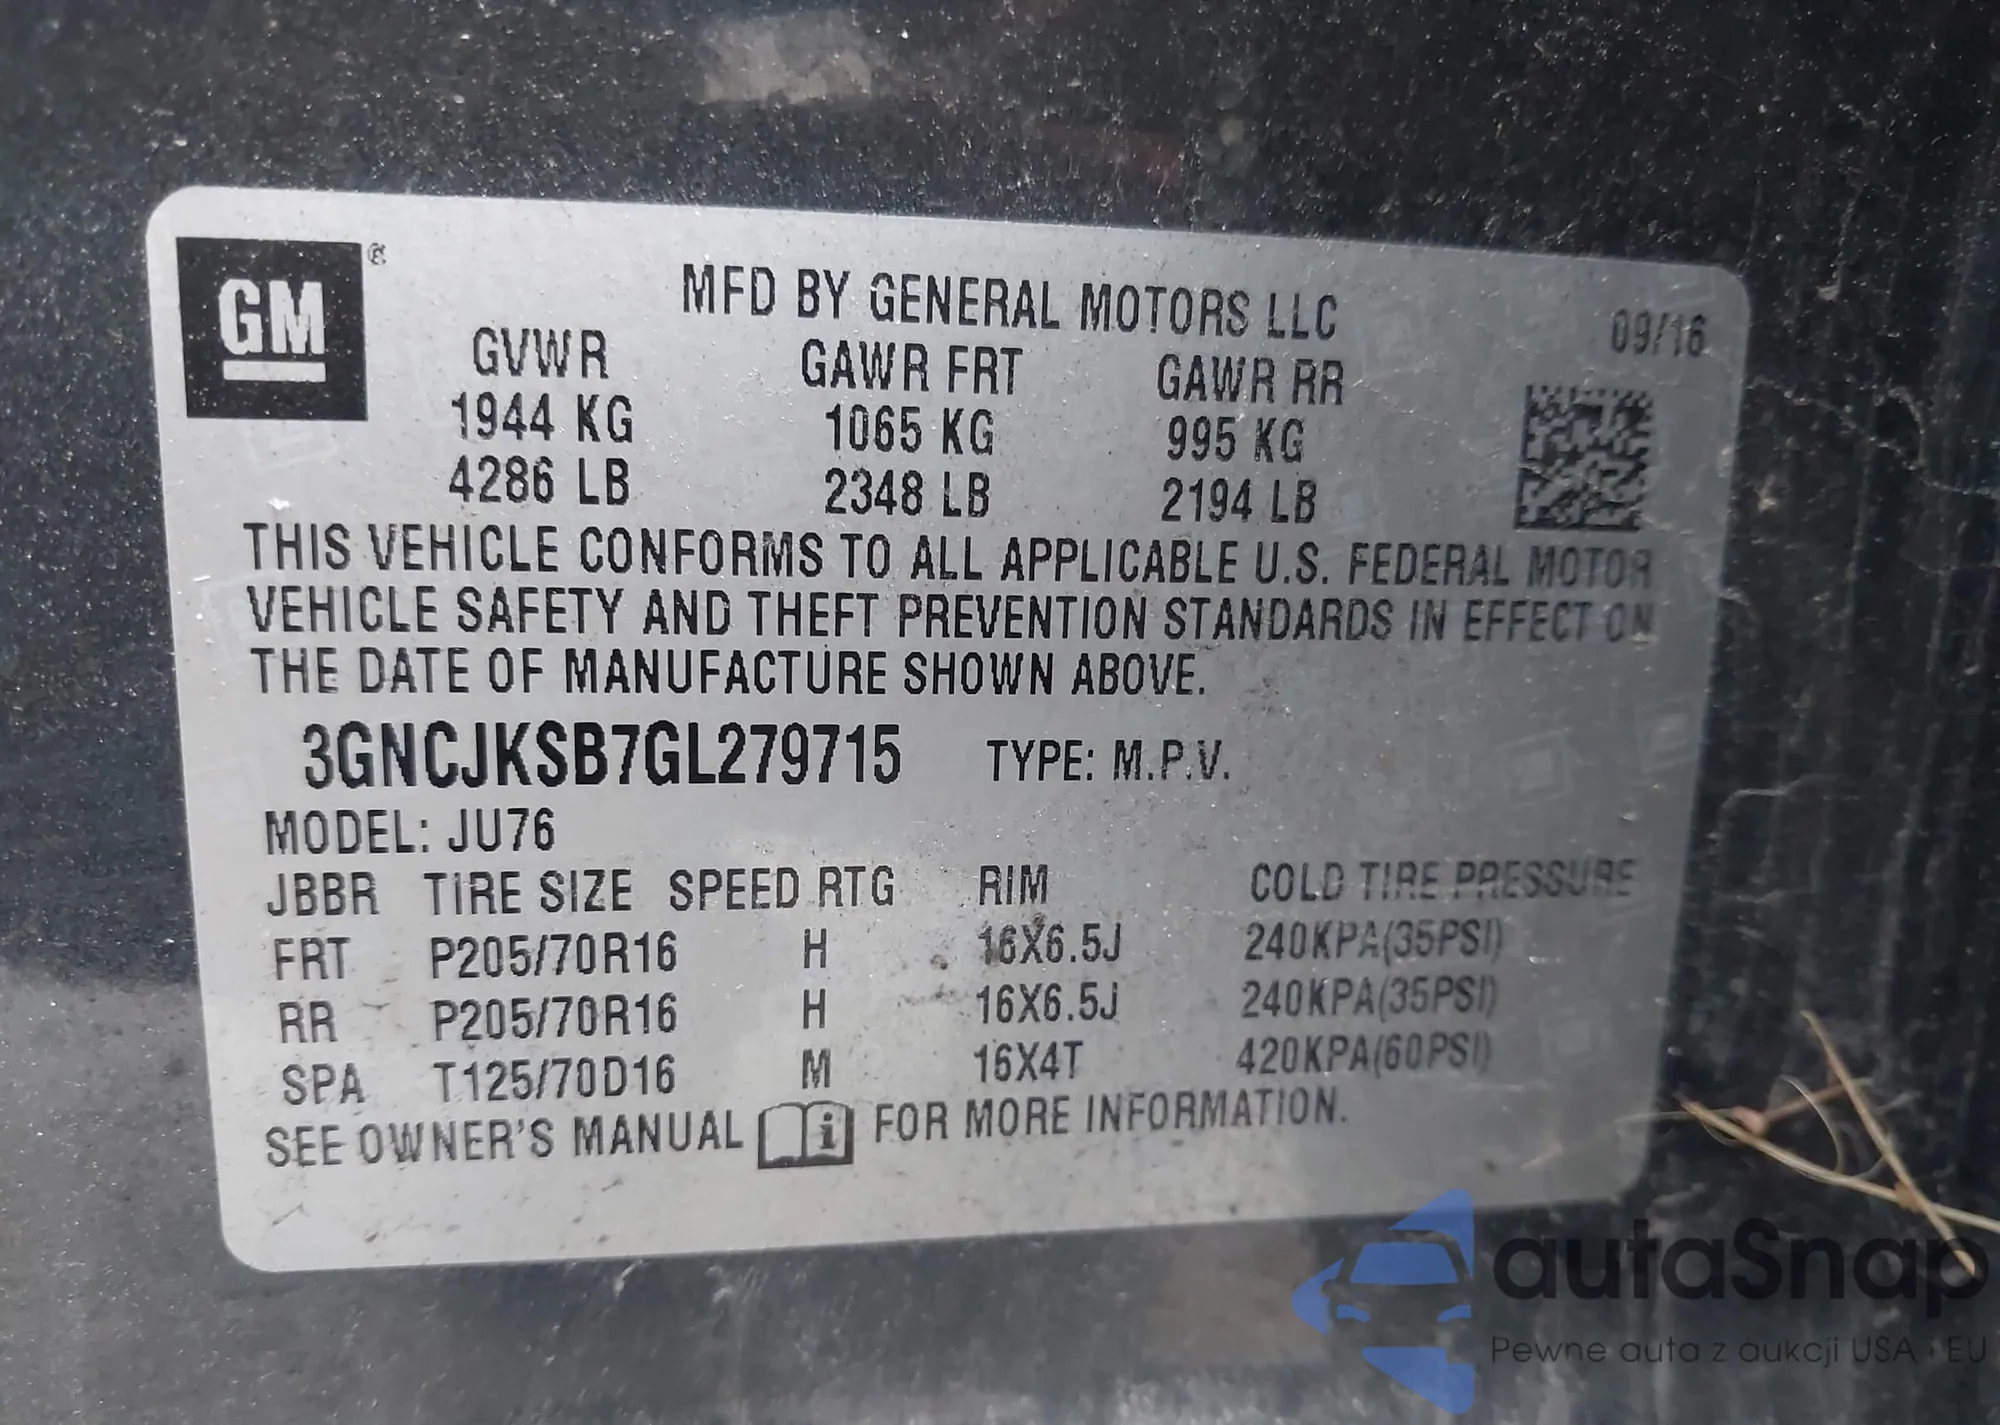 GM ®
MFD BY GENERAL MOTORS LLC
09/16
GVWR GAWR FRT GAWR RR
1944 KG 1065 KG 995 KG
4286 LB 2348 LB 2194 LB
THIS VEHICLE CONFORMS TO ALL APPLICABLE U.S. FEDERAL MOTOR
VEHICLE SAFETY AND THEFT PREVENTION STANDARDS IN EFFECT ON
THE DATE OF MANUFACTURE SHOWN ABOVE.
3GNCJKSB7GL279715 TYPE: M.P.V.
MODEL: JU76
JBBR TIRE SIZE SPEED RTG RIM COLD TIRE PRESSURE
FRT P205/70R16 H 16X6.5J 240KPA(35PSI)
RR P205/70R16 H 16X6.5J 240KPA(35PSI)
SPA T125/70D16 M 16X4T 420KPA(60PSI)
SEE OWNER'S MANUAL i FOR MORE INFORMATION.
autaSnap
Pewne auta z aukcji USA i EU